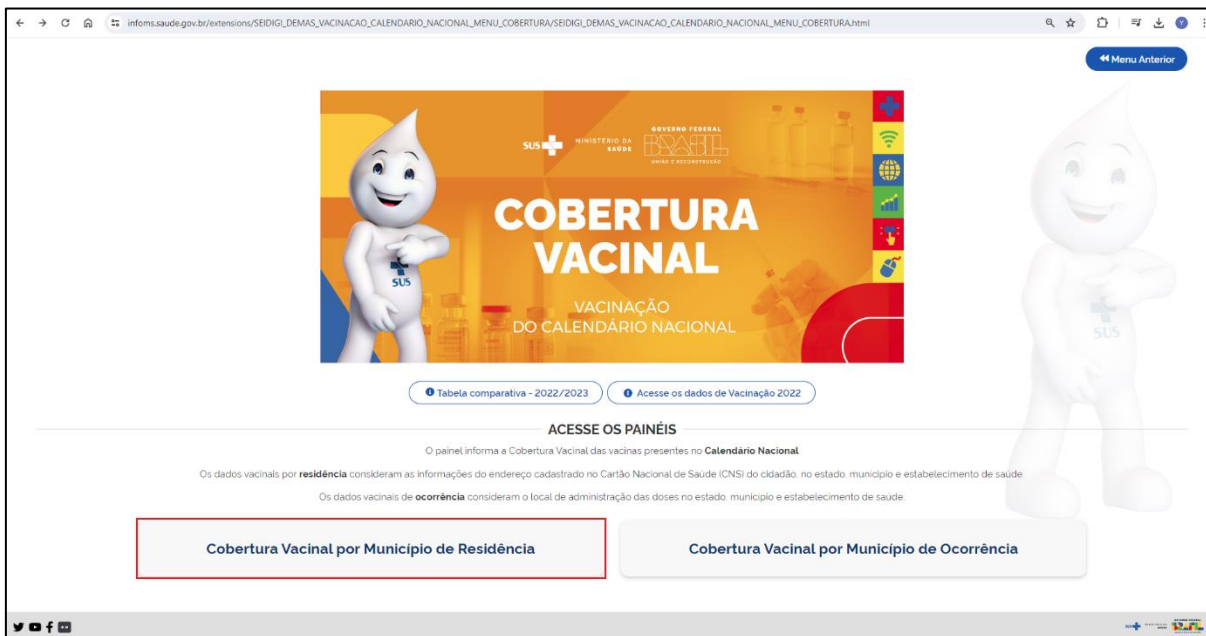 infoms.saude.gov.br/extensions/SEIDIGI_DEMAS_VACINACAO_CALENDARIO_NACIONAL_MENU_COBERTURA/SEIDIGI_DEMAS_VACINACAO_CALENDARIO_NACIONAL_MENU_COBERTURA.html
Menu Anterior
SUS
MINISTÉRIO DA SAÚDE
GOVERNO FEDERAL
BRASIL
UNIÃO E RECONSTRUÇÃO
COBERTURA
VACINAL
VACINAÇÃO
DO CALENDÁRIO NACIONAL
SUS
SUS
Tabela comparativa - 2022/2023
Acesse os dados de Vacinação 2022
ACESSE OS PAINÉIS
O painel informa a Cobertura Vacinal das vacinas presentes no Calendário Nacional
Os dados vacinais por residência consideram as informações do endereço cadastrado no Cartão Nacional de Saúde (CNS) do cidadão, no estado, município e estabelecimento de saúde.
Os dados vacinais de ocorrência consideram o local de administração das doses no estado, município e estabelecimento de saúde.
Cobertura Vacinal por Município de Residência
Cobertura Vacinal por Município de Ocorrência